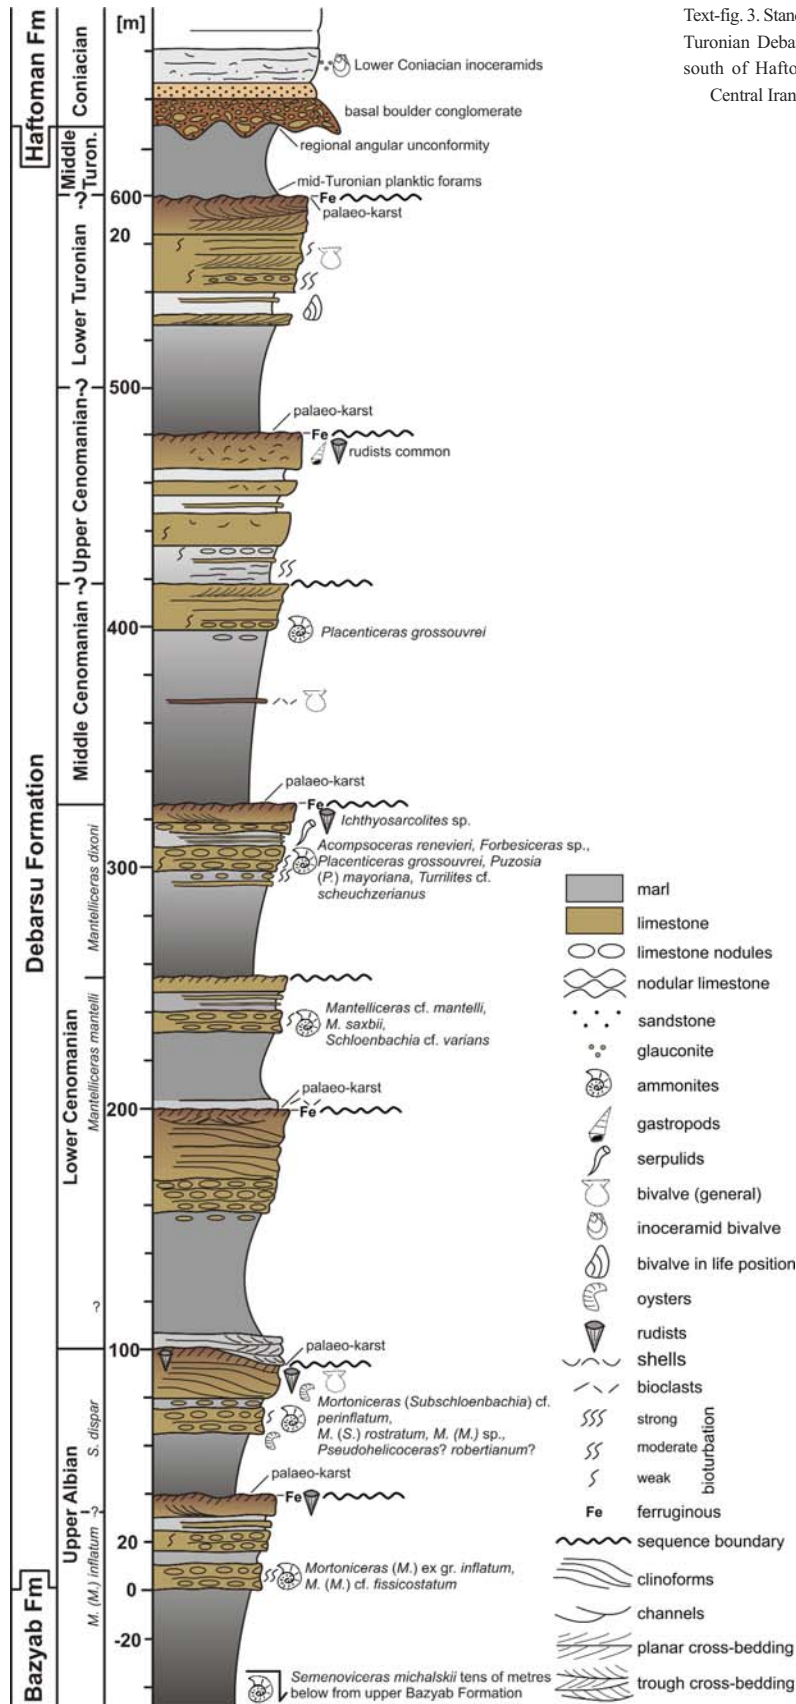 Text-fig. 3. Stand
Turonian Debar
south of Hafto
Central Iran
[m]
Haftoman Fm
Coniacian
Lower Coniacian inoceramids
basal boulder conglomerate
regional angular unconformity
Middle
Turon.
mid-Turonian planktic forams
?
600
Fe
palaeo-karst
20
Lower Turonian
?
500
palaeo-karst
Fe
rudists common
Upper Cenomanian
?
400
Placenticeras grossouvrei
Middle Cenomanian
palaeo-karst
Fe
Ichthyosarcolites sp.
Acompsoceras renevieri, Forbesiceras sp.,
Placenticeras grossouvrei, Puzosia
(P.) mayoriana, Turrilites cf.
scheuchzerianus
300
Mantelliceras dixoni
Debarsu Formation
Mantelliceras cf. mantelli,
M. saxbii,
Schloenbachia cf. varians
Mantelliceras mantelli
Lower Cenomanian
palaeo-karst
200
Fe
?
100
palaeo-karst
Mortoniceras (Subschloenbachia) cf.
perinflatum,
M. (S.) rostratum, M. (M.) sp.,
Pseudohelicoceras? robertianum?
S. dispar
Upper Albian
palaeo-karst
Fe
?
20
Mortoniceras (M.) ex gr. inflatum,
M. (M.) cf. fissicostatum
0
M. (M.) inflatum
-20
Bazyab Fm
Semenoviceras michalskii tens of metres
below from upper Bazyab Formation
marl
limestone
limestone nodules
nodular limestone
sandstone
glauconite
ammonites
gastropods
serpulids
bivalve (general)
inoceramid bivalve
bivalve in life position
oysters
rudists
shells
bioclasts
strong
moderate
weak
bioturbation
Fe ferruginous
sequence boundary
clinoforms
channels
planar cross-bedding
trough cross-bedding